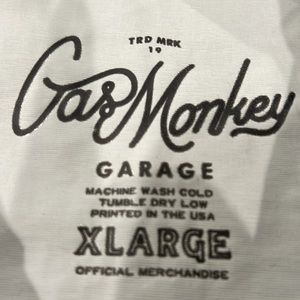 TRD MRK
19
Gas Monkey
GARAGE
MACHINE WASH COLD
TUMBLE DRY LOW
PRINTED IN THE USA
XLARGE
OFFICIAL MERCHANDISE